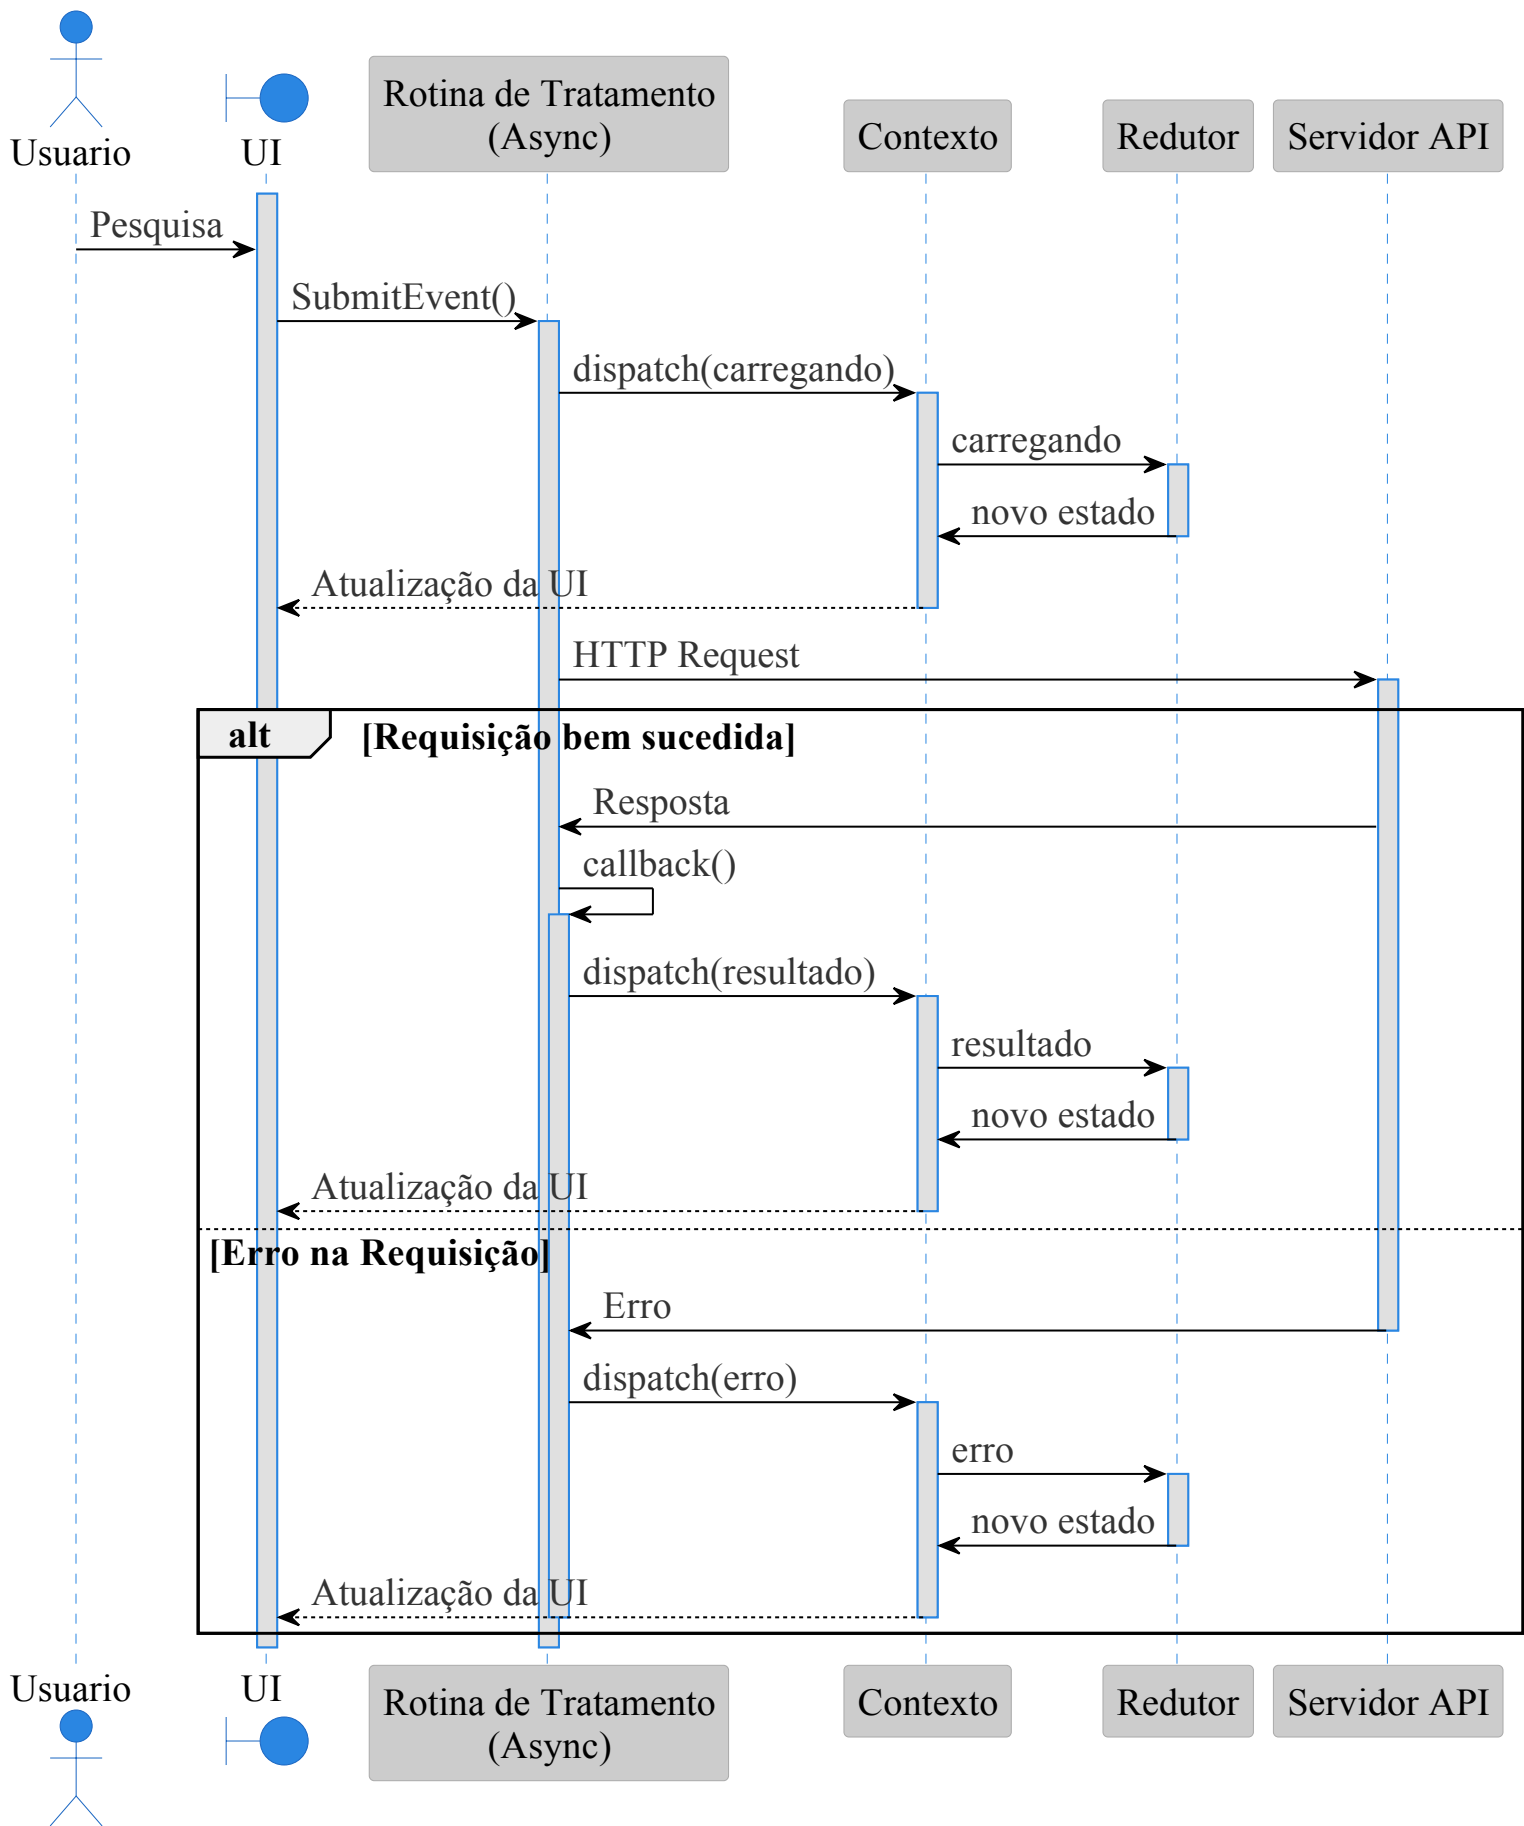 Usuario
UI
Rotina de Tratamento
(Async)
Contexto
Redutor
Servidor API
Pesquisa
SubmitEvent()
dispatch(carregando)
carregando
novo estado
Atualização da UI
HTTP Request
alt
[Requisição bem sucedida]
Resposta
callback()
dispatch(resultado)
resultado
novo estado
Atualização da UI
[Erro na Requisição]
Erro
dispatch(erro)
erro
novo estado
Atualização da UI
Usuario
UI
Rotina de Tratamento
(Async)
Contexto
Redutor
Servidor API